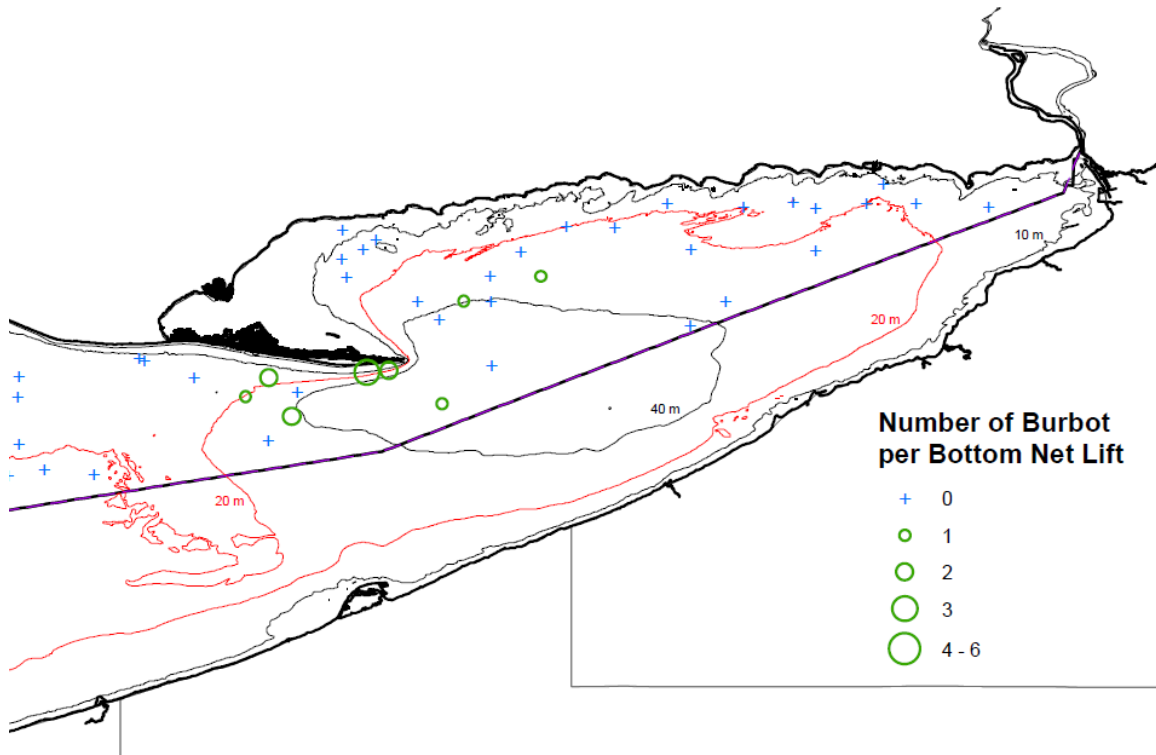 10 m
20 m
40 m
20 m
Number of Burbot
per Bottom Net Lift
0
1
2
3
4 - 6